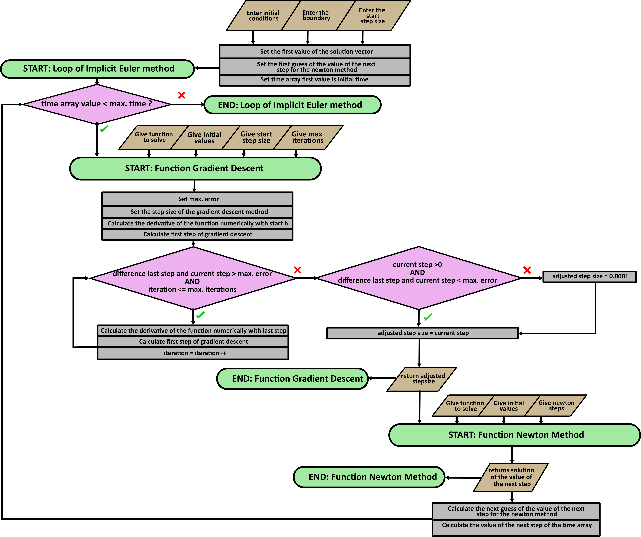 Enter initial
conditions
Enter the
boundary
Enter the
start
step size
Set the first value of the solution vector
Set the first guess of the value of the next
step for the newton method
Set time array first value is initial time
START: Loop of Implicit Euler method
time array value < max. time ?
END: Loop of Implicit Euler method
Give function
to solve
Give initial
values
Give start
step size
Give max.
iterations
START: Function Gradient Descent
Set max. error
Set the step size of the gradient descent method
Calculate the derivative of the function numerically with start h
Calculate first step of gradient descent
difference last step and current step > max. error
AND
iteration <= max. iterations
current step >0
AND
difference last step and current step < max. error
adjusted step size = 0.0001
Calculate the derivative of the function numerically with last step
Calculate first step of gradient descent
iteration = iteration++
adjusted step size = current step
return adjusted
stepsize
END: Function Gradient Descent
Give function
to solve
Give initial
values
Give newton
steps
START: Function Newton Method
returns solution
of the value of
the next step
END: Function Newton Method
Calculate the next guess of the value of the next
step for the newton method
Calculate the value of the next step of the time array